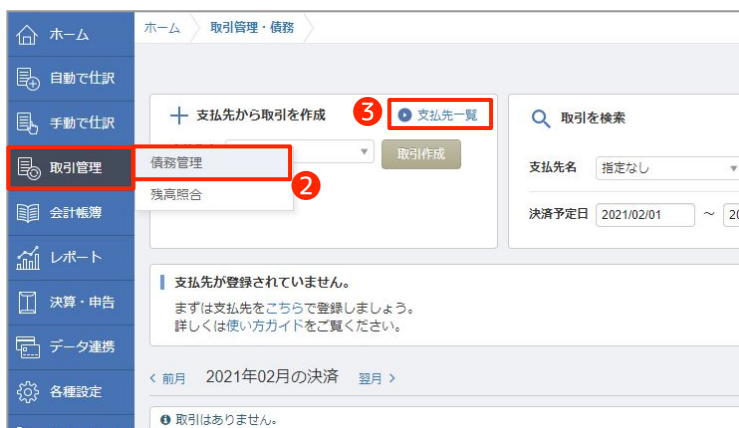 ホーム
自動で仕訳
手動で仕訳
取引管理
会計帳簿
レポート
決算・申告
データ連携
各種設定
ホーム 取引管理・債務
支払先から取引を作成 3 支払先一覧
取引作成
債務管理
2
残高照合
取引を検索
支払先名 指定なし
決済予定日 2021/02/01 ～ 20
支払先が登録されていません。
まずは支払先をこちらで登録しましょう。
詳しくは使い方ガイドをご覧ください。
前月 2021年02月の決済 翌月
取引はありません。